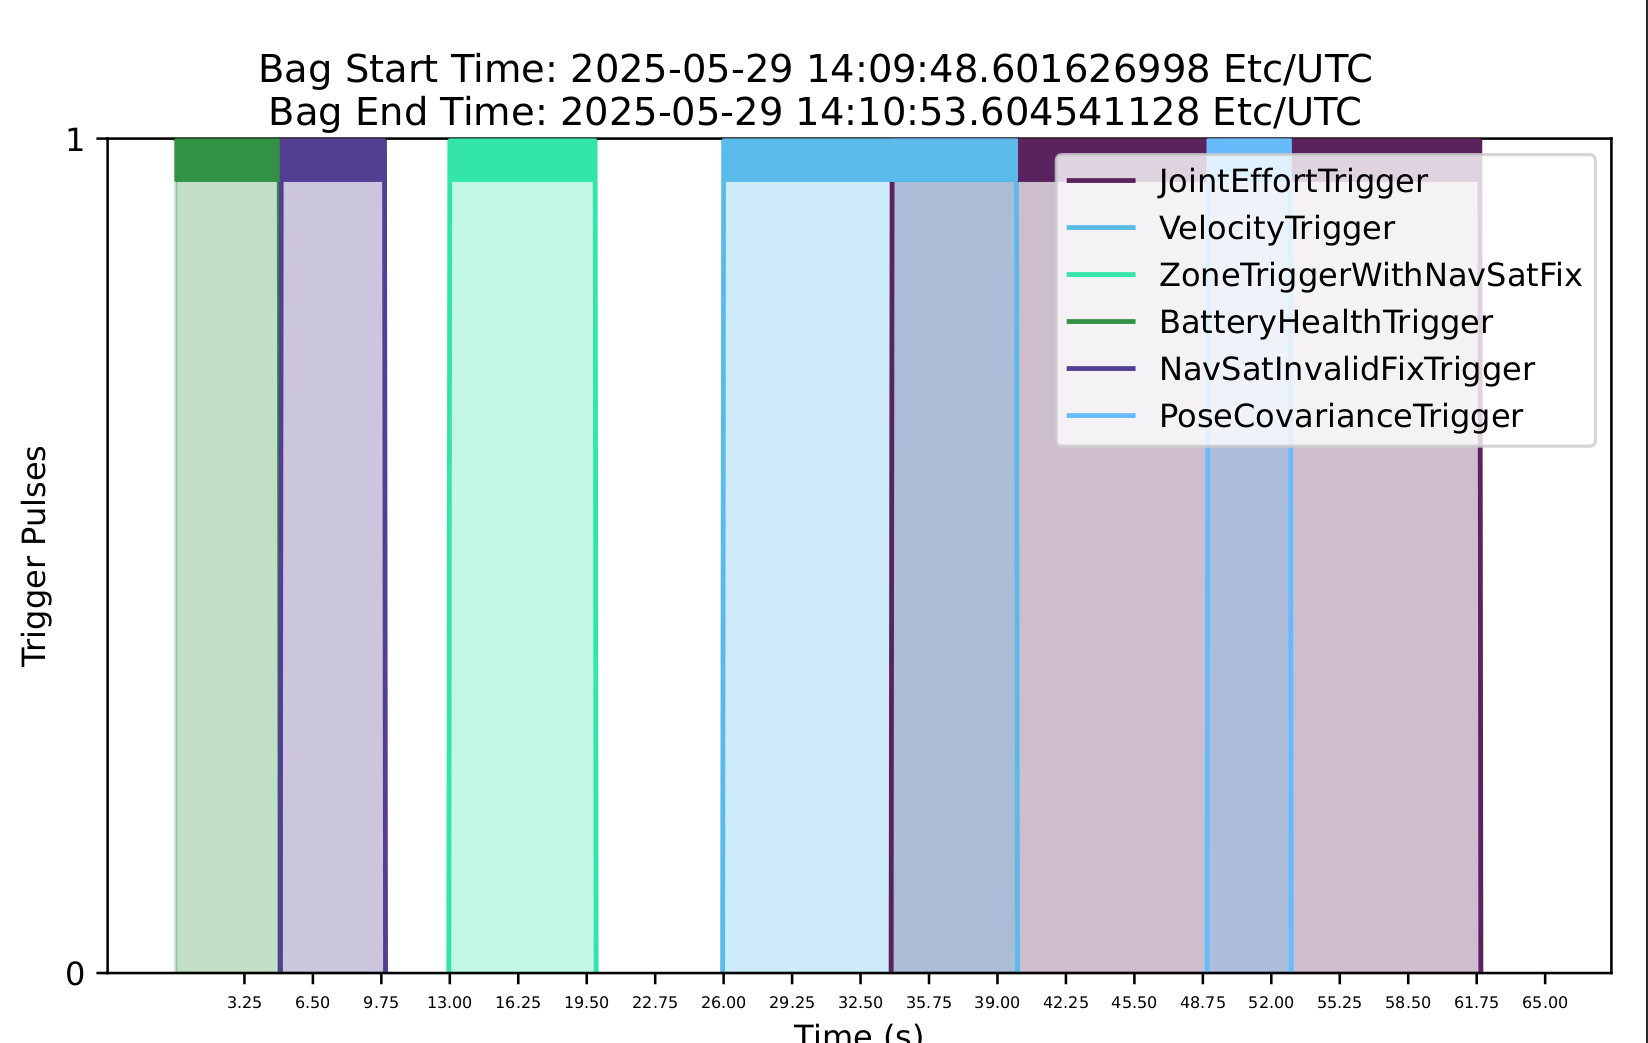 Bag Start Time: 2025-05-29 14:09:48.601626998 Etc/UTC
Bag End Time: 2025-05-29 14:10:53.604541128 Etc/UTC
1
JointEffortTrigger
VelocityTrigger
ZoneTriggerWithNavSatFix
BatteryHealthTrigger
NavSatInvalidFixTrigger
PoseCovarianceTrigger
Trigger Pulses
0
3.25 6.50 9.75 13.00 16.25 19.50 22.75 26.00 29.25 32.50 35.75 39.00 42.25 45.50 48.75 52.00 55.25 58.50 61.75 65.00
Time (s)